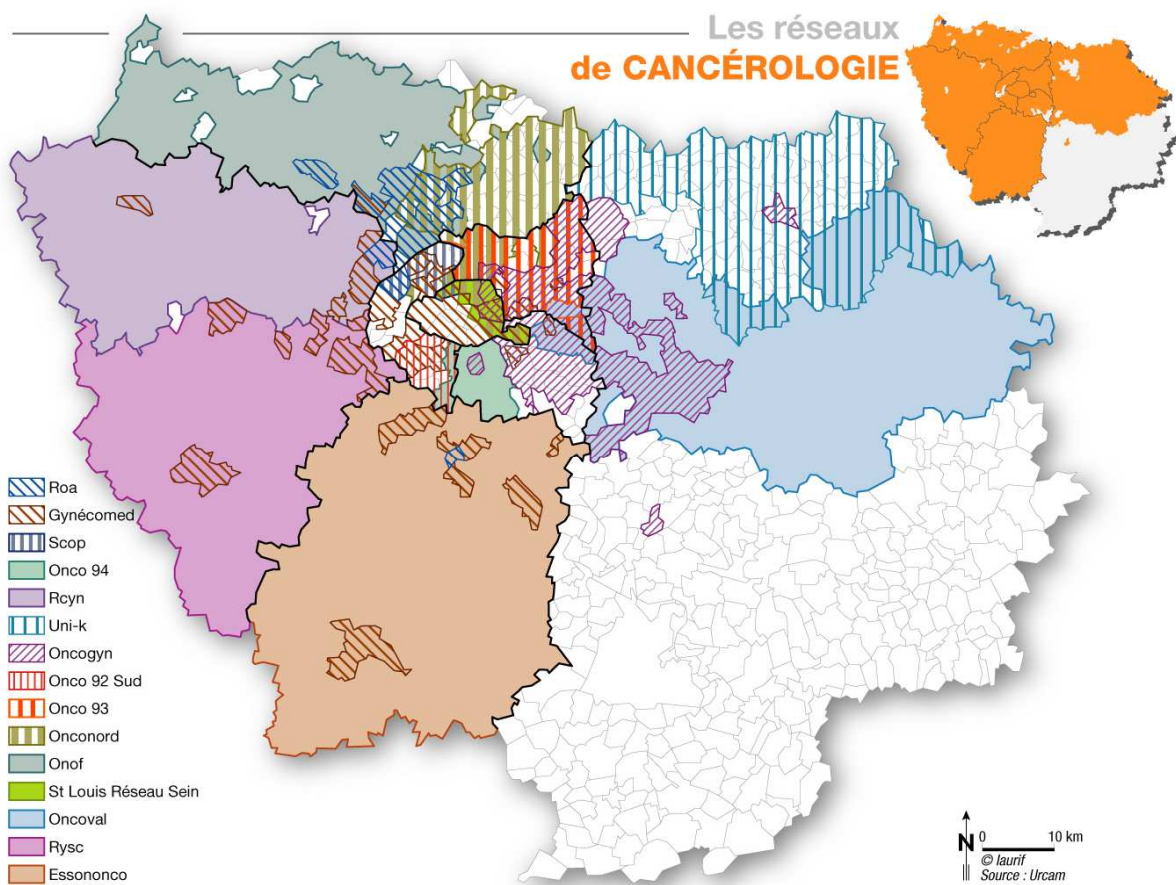 Les réseaux
de CANCÉROLOGIE
Roa
Gynécomed
Scop
Onco 94
Rcyn
Uni-k
Oncogyn
Onco 92 Sud
Onco 93
Onconord
Onof
St Louis Réseau Sein
Oncoval
Rysc
Essononco
N
0 10 km
© laurif
Source : Urcam